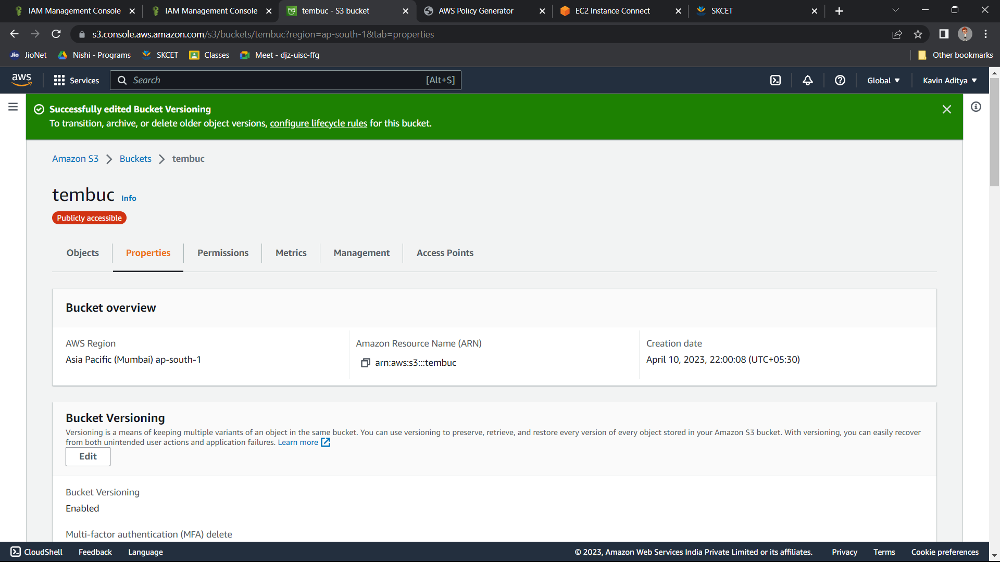 IAM Management Console
IAM Management Console
tembuc - S3 bucket
AWS Policy Generator
EC2 Instance Connect
SKCET
s3.console.aws.amazon.com/s3/buckets/tembuc?region=ap-south-1&tab=properties
Jio JioNet
Nishi - Programs
SKCET
Classes
Meet - djz-uisc-ffg
Other bookmarks
aws
Services
Search [Alt+S]
Global
Kavin Aditya
Successfully edited Bucket Versioning
To transition, archive, or delete older object versions, configure lifecycle rules for this bucket.
Amazon S3 > Buckets > tembuc
tembuc Info
Publicly accessible
Objects
Properties
Permissions
Metrics
Management
Access Points
Bucket overview
AWS Region
Asia Pacific (Mumbai) ap-south-1
Amazon Resource Name (ARN)
arn:aws:s3:::tembuc
Creation date
April 10, 2023, 22:00:08 (UTC+05:30)
Bucket Versioning
Versioning is a means of keeping multiple variants of an object in the same bucket. You can use versioning to preserve, retrieve, and restore every version of every object stored in your Amazon S3 bucket. With versioning, you can easily recover
from both unintended user actions and application failures. Learn more
Edit
Bucket Versioning
Enabled
Multi-factor authentication (MFA) delete
CloudShell
Feedback
Language
© 2023, Amazon Web Services India Private Limited or its affiliates.
Privacy
Terms
Cookie preferences